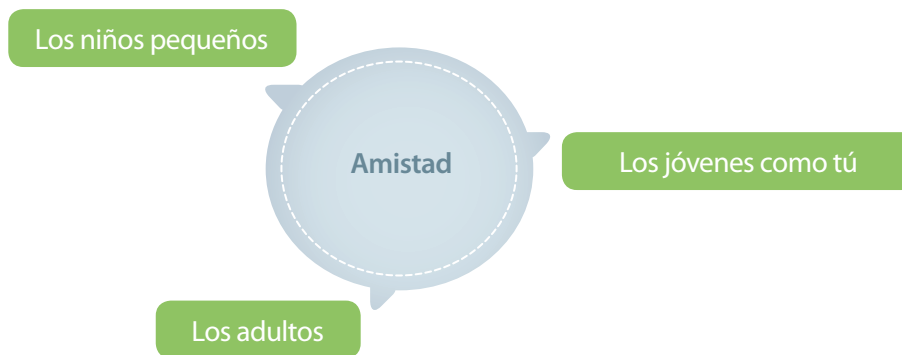 Los niños pequeños
Amistad
Los jóvenes como tú
Los adultos